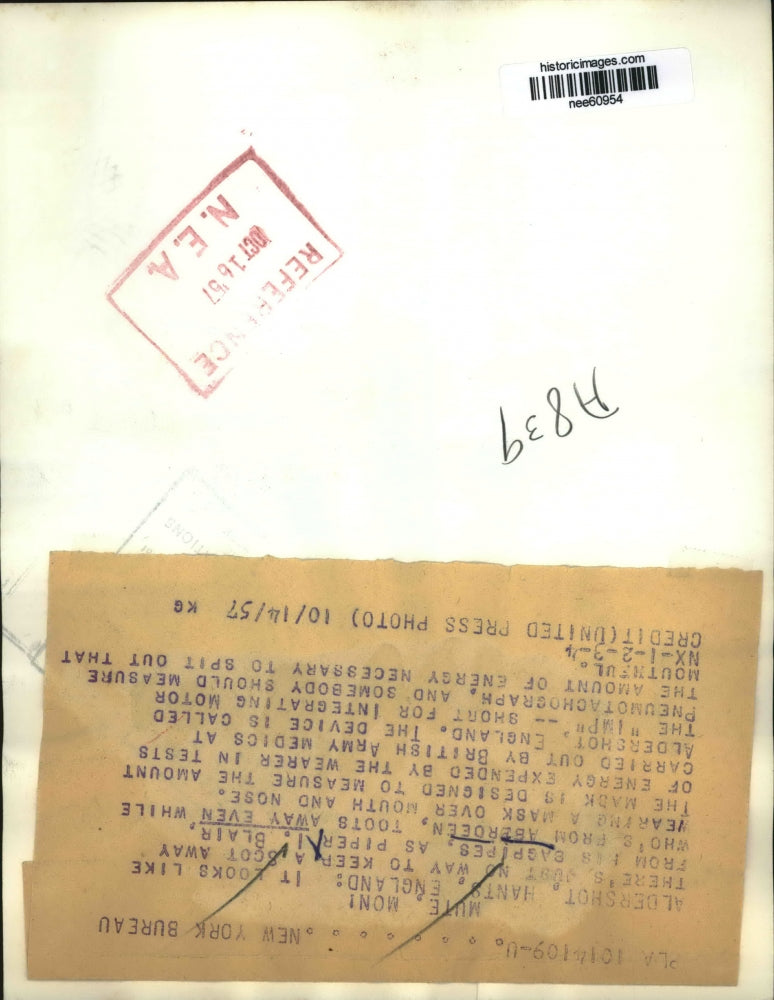 historicimages.com
nee60954
REFERENCE
OCT 16 '57
N. E. A.
A839
PLA 1014109-U. . . . . . . .NEW YORK BUREAU
MUTE, MON!
ALDERSHOT, HANTS, ENGLAND: IT LOOKS LIKE
THERE'S JUST NO WAY TO KEEP A SCOT AWAY
FROM HIS BAGPIPES, AS PIPER I. BLAIR,
WHO'S FROM ABERDEEN, TOOTS AWAY EVEN WHILE
WEARING A MASK OVER MOUTH AND NOSE.
THE MASK IS DESIGNED TO MEASURE THE AMOUNT
OF ENERGY EXPENDED BY THE WEARER IN TESTS
CARRIED OUT BY BRITISH ARMY MEDICS AT
ALDERSHOT, ENGLAND. THE DEVICE IS CALLED
THE "IMP" -- SHORT FOR INTEGRATING MOTOR
PNEUMOTACHOGRAPH. AND, SOMEBODY SHOULD MEASURE
THE AMOUNT OF ENERGY NECESSARY TO SPIT OUT THAT
MOUTHFUL.
NX-1-2-3-4
CREDIT(UNITED PRESS PHOTO) 10/14/57 KG